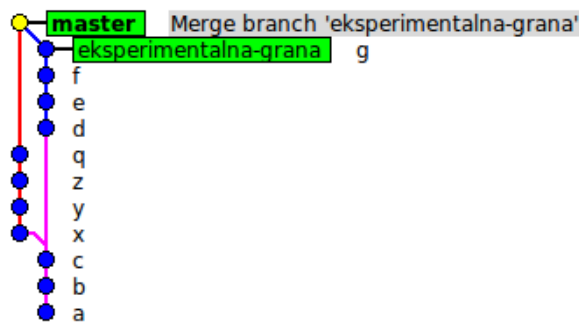 master Merge branch 'eksperimentalna-grana'
eksperimentalna-grana g
f
e
d
q
z
y
x
c
b
a